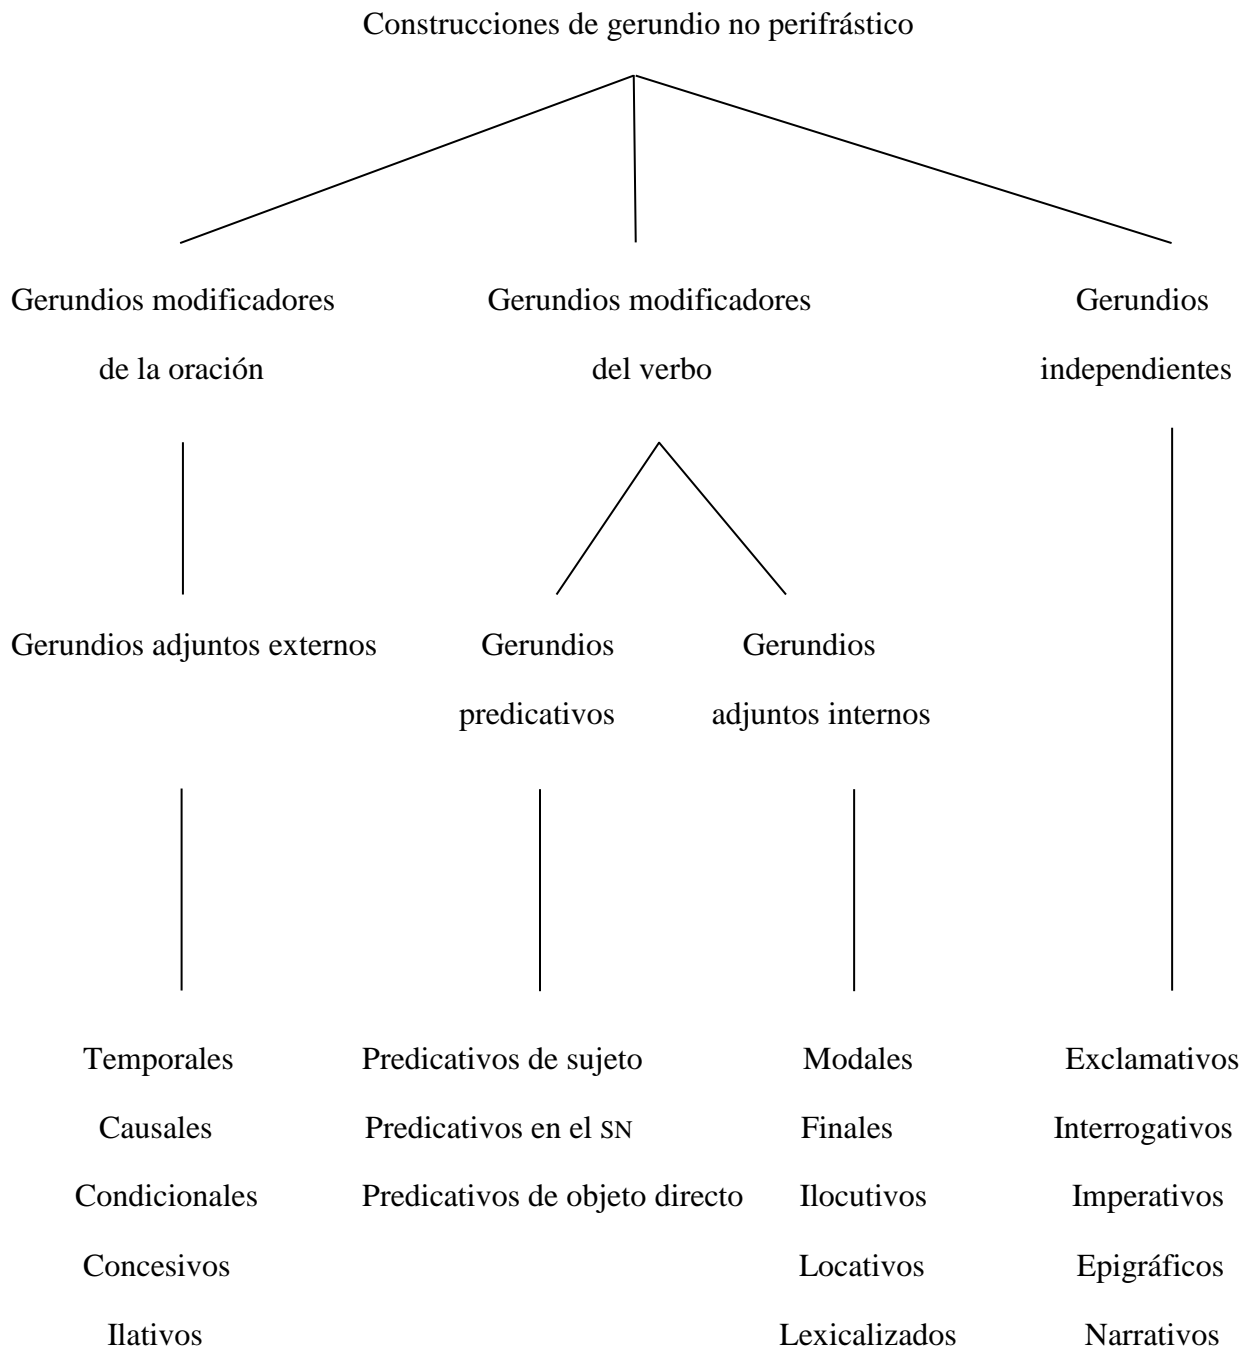 Construcciones de gerundio no perifrástico
Gerundios modificadores
de la oración
Gerundios modificadores
del verbo
Gerundios
independientes
Gerundios adjuntos externos
Gerundios
predicativos
Gerundios
adjuntos internos
Temporales
Causales
Condicionales
Concesivos
Ilativos
Predicativos de sujeto
Predicativos en el SN
Predicativos de objeto directo
Modales
Finales
Ilocutivos
Locativos
Lexicalizados
Exclamativos
Interrogativos
Imperativos
Epigráficos
Narrativos